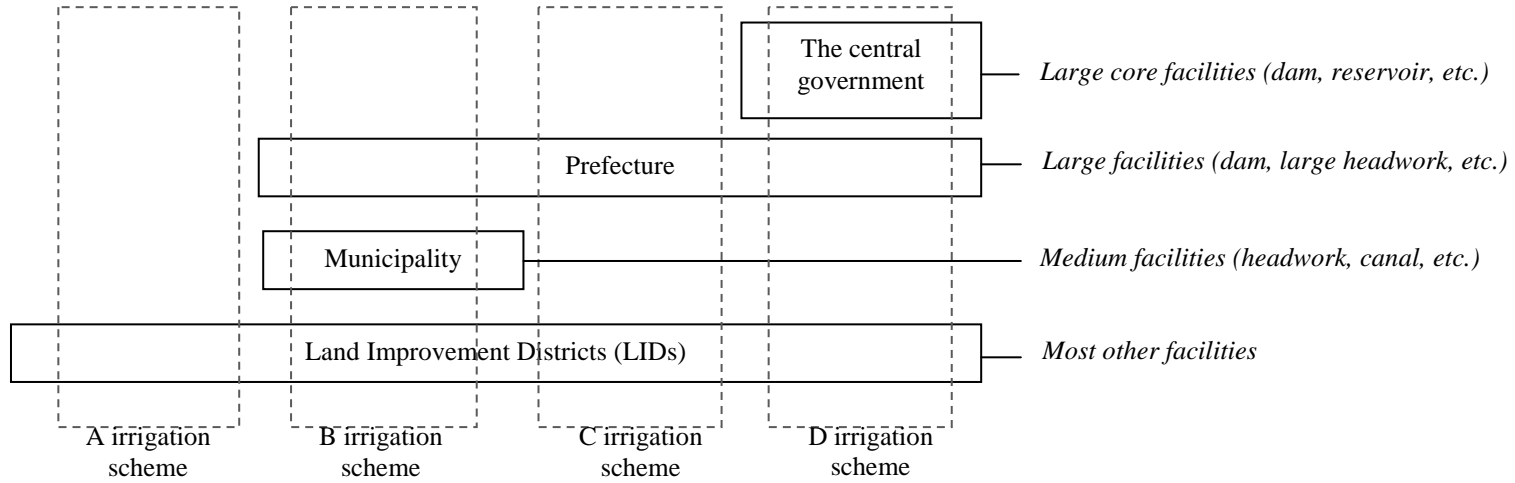 The central
government
Large core facilities (dam, reservoir, etc.)
Prefecture
Large facilities (dam, large headwork, etc.)
Municipality
Medium facilities (headwork, canal, etc.)
Land Improvement Districts (LIDs)
Most other facilities
A irrigation
scheme
B irrigation
scheme
C irrigation
scheme
D irrigation
scheme